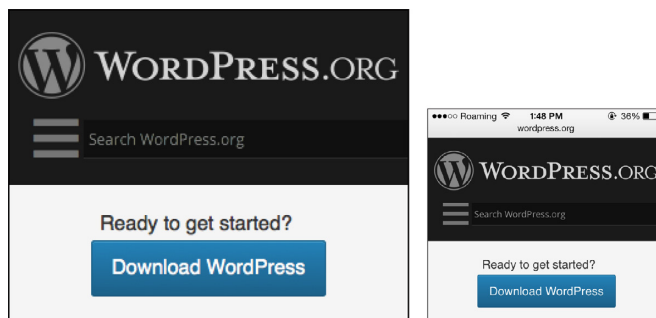 WORDPRESS.ORG
Search WordPress.org
Ready to get started?
Download WordPress
Roaming 1:48 PM 36%
wordpress.org
WORDPRESS.ORG
Search WordPress.org
Ready to get started?
Download WordPress